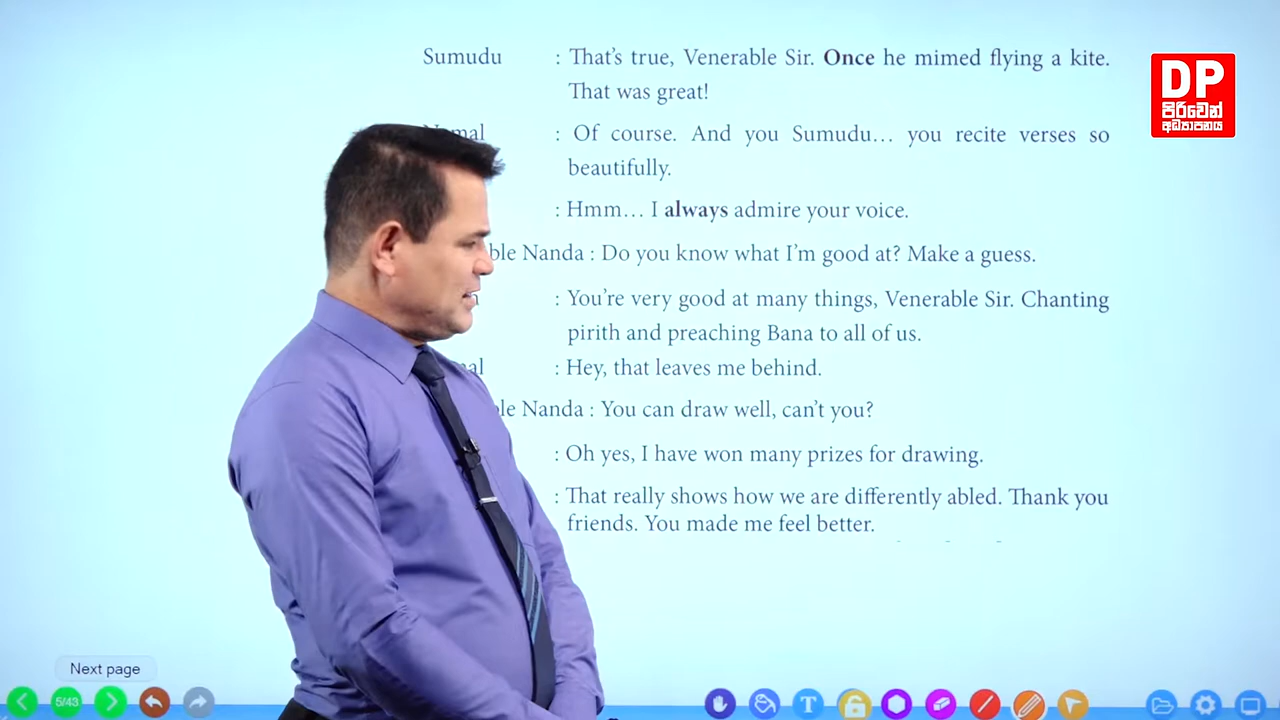 Sumudu : That's true, Venerable Sir. Once he mimed flying a kite.
That was great!
: Of course. And you Sumudu… you recite verses so
beautifully.
: Hmm… I always admire your voice.
Nanda : Do you know what I'm good at? Make a guess.
: You're very good at many things, Venerable Sir. Chanting
pirith and preaching Bana to all of us.
: Hey, that leaves me behind.
Nanda : You can draw well, can't you?
: Oh yes, I have won many prizes for drawing.
: That really shows how we are differently abled. Thank you
friends. You made me feel better.
DP
පිරිවෙන්
අධ්‍යාපනය
Next page
5/43
T